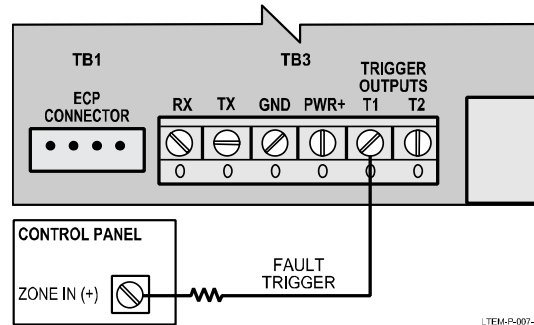 TB1
TB3
ECP
CONNECTOR
TRIGGER
OUTPUTS
RX TX GND PWR+ T1 T2
0 0 0 0 0 0
CONTROL PANEL
ZONE IN (+)
FAULT
TRIGGER
LTEM-P-007-